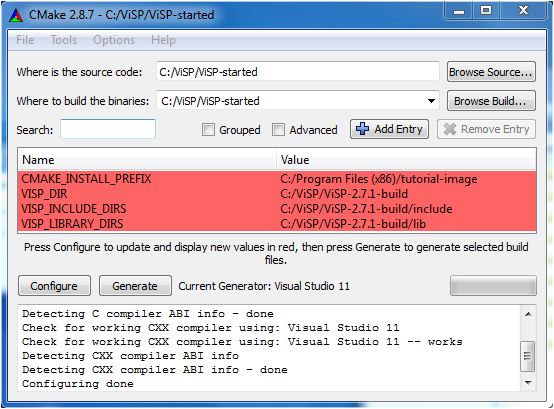 CMake 2.8.7 - C:/ViSP/ViSP-started
File Tools Options Help
Where is the source code: C:/ViSP/ViSP-started Browse Source...
Where to build the binaries: C:/ViSP/ViSP-started Browse Build...
Search: Grouped Advanced Add Entry Remove Entry
Name Value
CMAKE_INSTALL_PREFIX C:/Program Files (x86)/tutorial-image
VISP_DIR C:/ViSP/ViSP-2.7.1-build
VISP_INCLUDE_DIRS C:/ViSP/ViSP-2.7.1-build/include
VISP_LIBRARY_DIRS C:/ViSP/ViSP-2.7.1-build/lib
Press Configure to update and display new values in red, then press Generate to generate selected build
files.
Configure Generate Current Generator: Visual Studio 11
Detecting C compiler ABI info - done
Check for working CXX compiler using: Visual Studio 11
Check for working CXX compiler using: Visual Studio 11 -- works
Detecting CXX compiler ABI info
Detecting CXX compiler ABI info - done
Configuring done